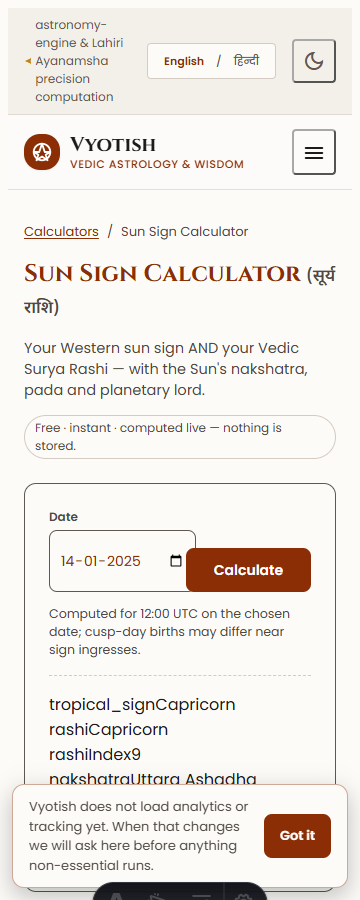 astronomy-
engine & Lahiri
Ayanamsha
precision
computation
English / हिन्दी
Vyotish
VEDIC ASTROLOGY & WISDOM
Calculators / Sun Sign Calculator
Sun Sign Calculator (सूर्य
राशि)
Your Western sun sign AND your Vedic
Surya Rashi — with the Sun's nakshatra,
pada and planetary lord.
Free · instant · computed live — nothing is
stored.
Date
14-01-2025
Calculate
Computed for 12:00 UTC on the chosen
date; cusp-day births may differ near
sign ingresses.
tropical_signCapricorn
rashiCapricorn
rashiIndex9
nakshatraUttara Ashadha
Vyotish does not load analytics or
tracking yet. When that changes
we will ask here before anything
non-essential runs.
Got it